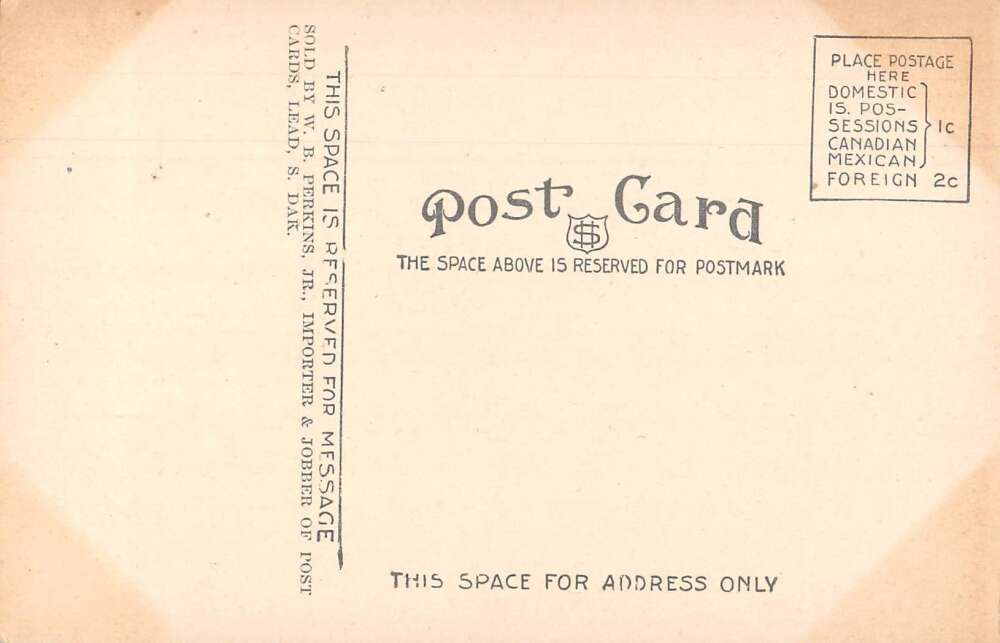 THIS SPACE IS RESERVED FOR MESSAGE
SOLD BY W. B. PERKINS, JR., IMPORTER & JOBBER OF POST
CARDS, LEAD, S. DAK.
Post Card
THE SPACE ABOVE IS RESERVED FOR POSTMARK
PLACE POSTAGE
HERE
DOMESTIC
IS. POS-
SESSIONS 1c
CANADIAN
MEXICAN
FOREIGN 2c
THIS SPACE FOR ADDRESS ONLY